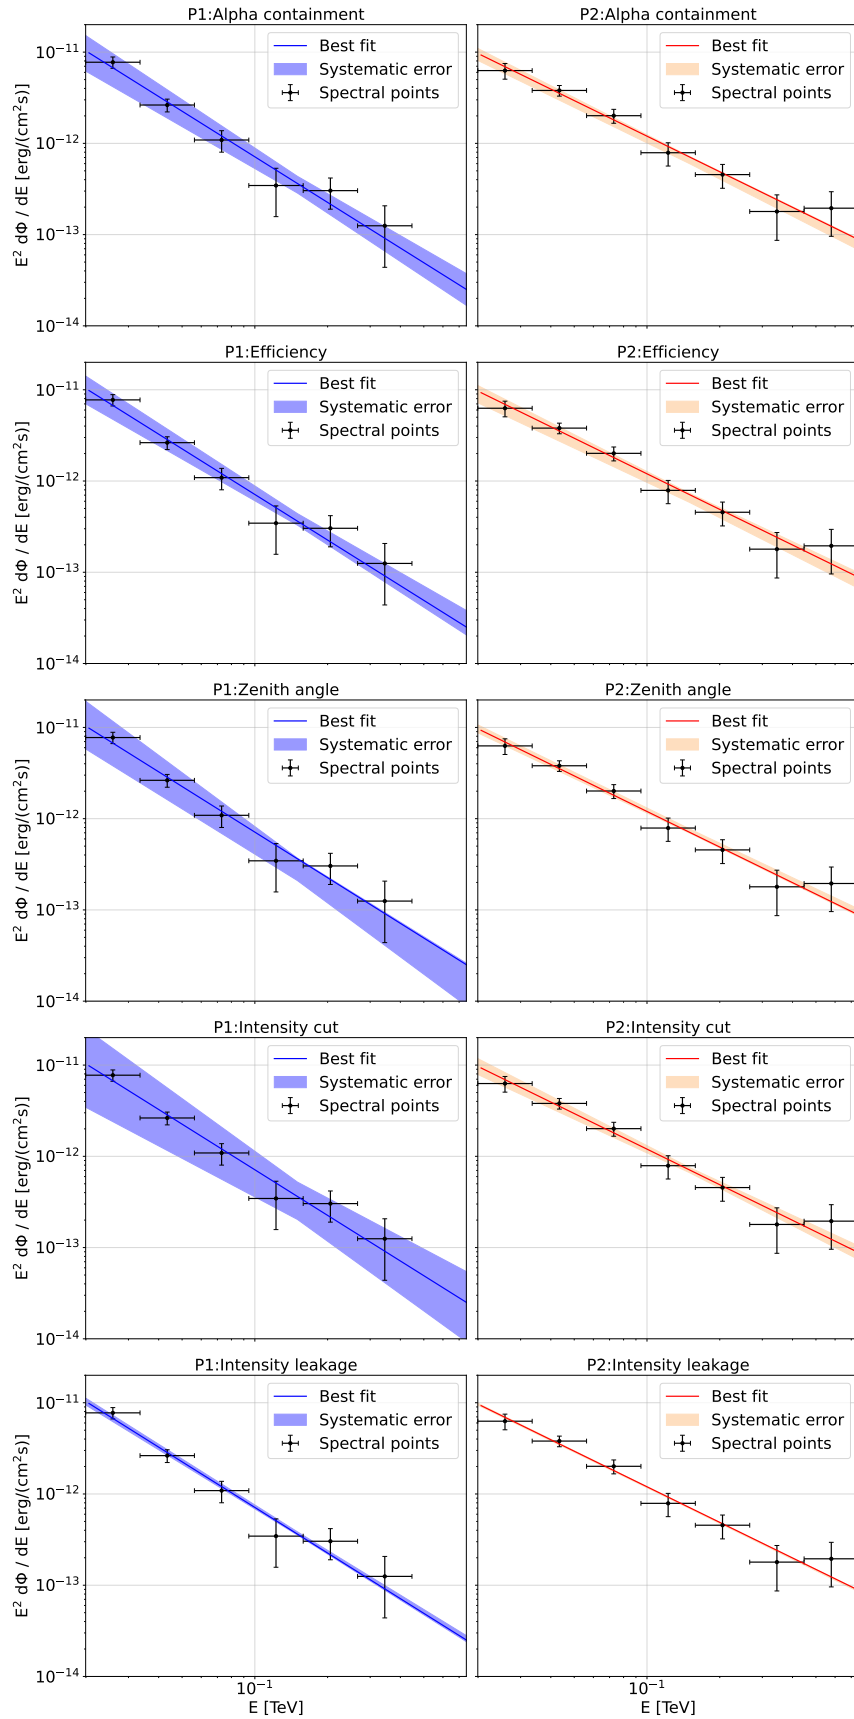 P1:Alpha containment
P2:Alpha containment
E² dΦ / dE [erg/(cm²s)]
10⁻¹¹
10⁻¹²
10⁻¹³
10⁻¹⁴
Best fit
Systematic error
Spectral points
Best fit
Systematic error
Spectral points
P1:Efficiency
P2:Efficiency
E² dΦ / dE [erg/(cm²s)]
10⁻¹¹
10⁻¹²
10⁻¹³
10⁻¹⁴
Best fit
Systematic error
Spectral points
Best fit
Systematic error
Spectral points
P1:Zenith angle
P2:Zenith angle
E² dΦ / dE [erg/(cm²s)]
10⁻¹¹
10⁻¹²
10⁻¹³
10⁻¹⁴
Best fit
Systematic error
Spectral points
Best fit
Systematic error
Spectral points
P1:Intensity cut
P2:Intensity cut
E² dΦ / dE [erg/(cm²s)]
10⁻¹¹
10⁻¹²
10⁻¹³
10⁻¹⁴
Best fit
Systematic error
Spectral points
Best fit
Systematic error
Spectral points
P1:Intensity leakage
P2:Intensity leakage
E² dΦ / dE [erg/(cm²s)]
10⁻¹¹
10⁻¹²
10⁻¹³
10⁻¹⁴
Best fit
Systematic error
Spectral points
Best fit
Systematic error
Spectral points
10⁻¹
10⁻¹
E [TeV]
E [TeV]